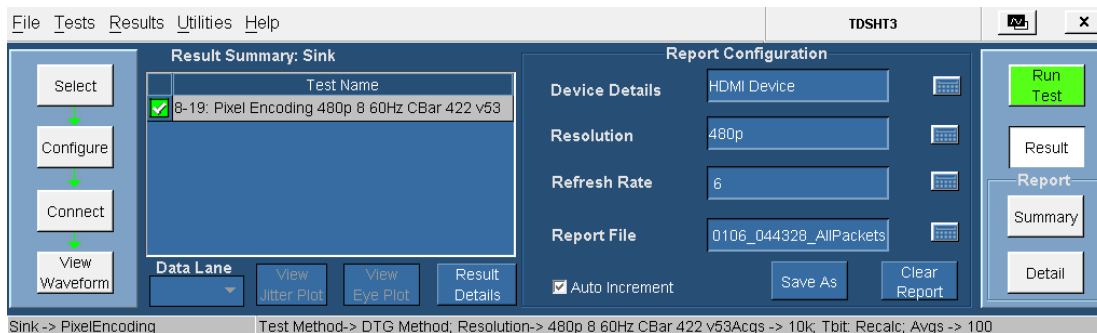 File Tests Results Utilities Help
TDSHT3
x
Select
Configure
Connect
View
Waveform
Result Summary: Sink
Test Name
8-19: Pixel Encoding 480p 8 60Hz CBar 422 v53
Data Lane
View
Jitter Plot
View
Eye Plot
Result
Details
Report Configuration
Device Details
HDMI Device
Resolution
480p
Refresh Rate
6
Report File
0106_044328_AllPackets
Auto Increment
Save As
Clear
Report
Run
Test
Result
Report
Summary
Detail
Sink -> PixelEncoding
Test Method-> DTG Method; Resolution-> 480p 8 60Hz CBar 422 v53Acqs -> 10k; Tbit: Recalc; Avgs -> 100